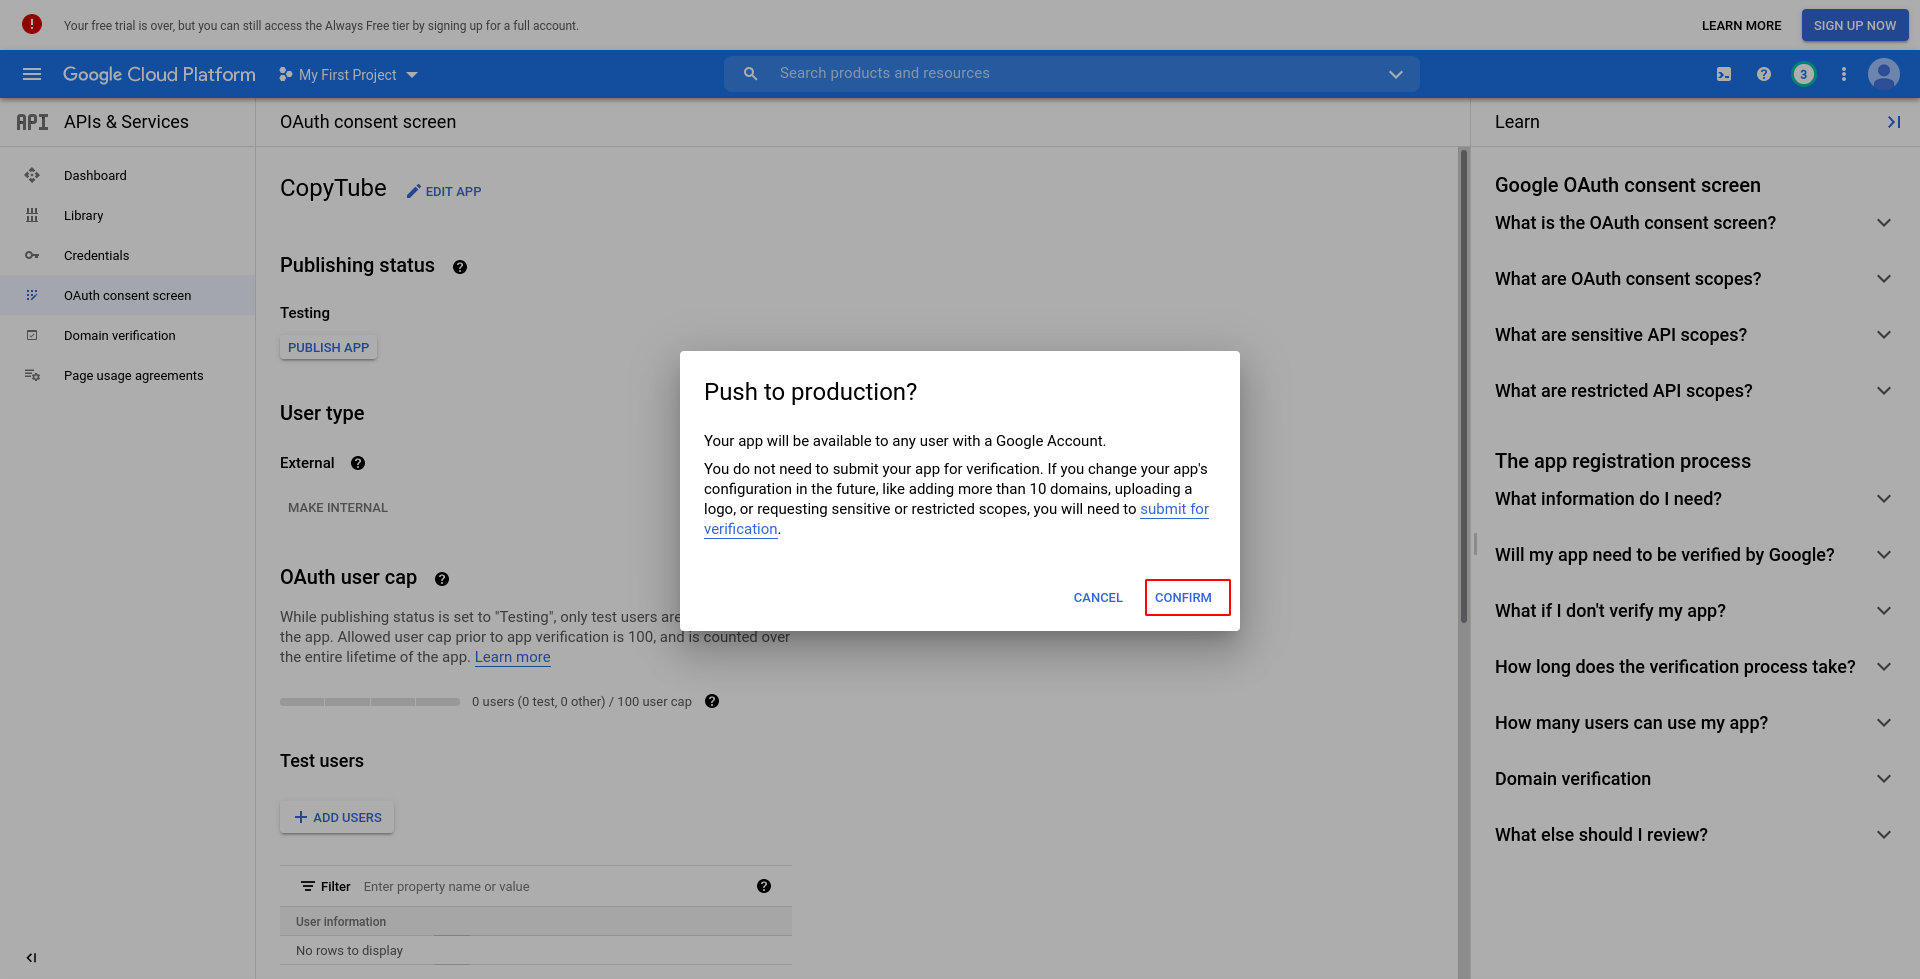 Your free trial is over, but you can still access the Always Free tier by signing up for a full account.
LEARN MORE
SIGN UP NOW
Google Cloud Platform
My First Project
Search products and resources
3
API
APIs & Services
Dashboard
Library
Credentials
OAuth consent screen
Domain verification
Page usage agreements
OAuth consent screen
CopyTube
EDIT APP
Publishing status
Testing
PUBLISH APP
User type
External
MAKE INTERNAL
OAuth user cap
While publishing status is set to "Testing", only test users are
the app. Allowed user cap prior to app verification is 100, and is counted over
the entire lifetime of the app. Learn more
0 users (0 test, 0 other) / 100 user cap
Test users
ADD USERS
Filter
Enter property name or value
User information
No rows to display
Push to production?
Your app will be available to any user with a Google Account.
You do not need to submit your app for verification. If you change your app's
configuration in the future, like adding more than 10 domains, uploading a
logo, or requesting sensitive or restricted scopes, you will need to submit for
verification.
CANCEL
CONFIRM
Learn
Google OAuth consent screen
What is the OAuth consent screen?
What are OAuth consent scopes?
What are sensitive API scopes?
What are restricted API scopes?
The app registration process
What information do I need?
Will my app need to be verified by Google?
What if I don't verify my app?
How long does the verification process take?
How many users can use my app?
Domain verification
What else should I review?